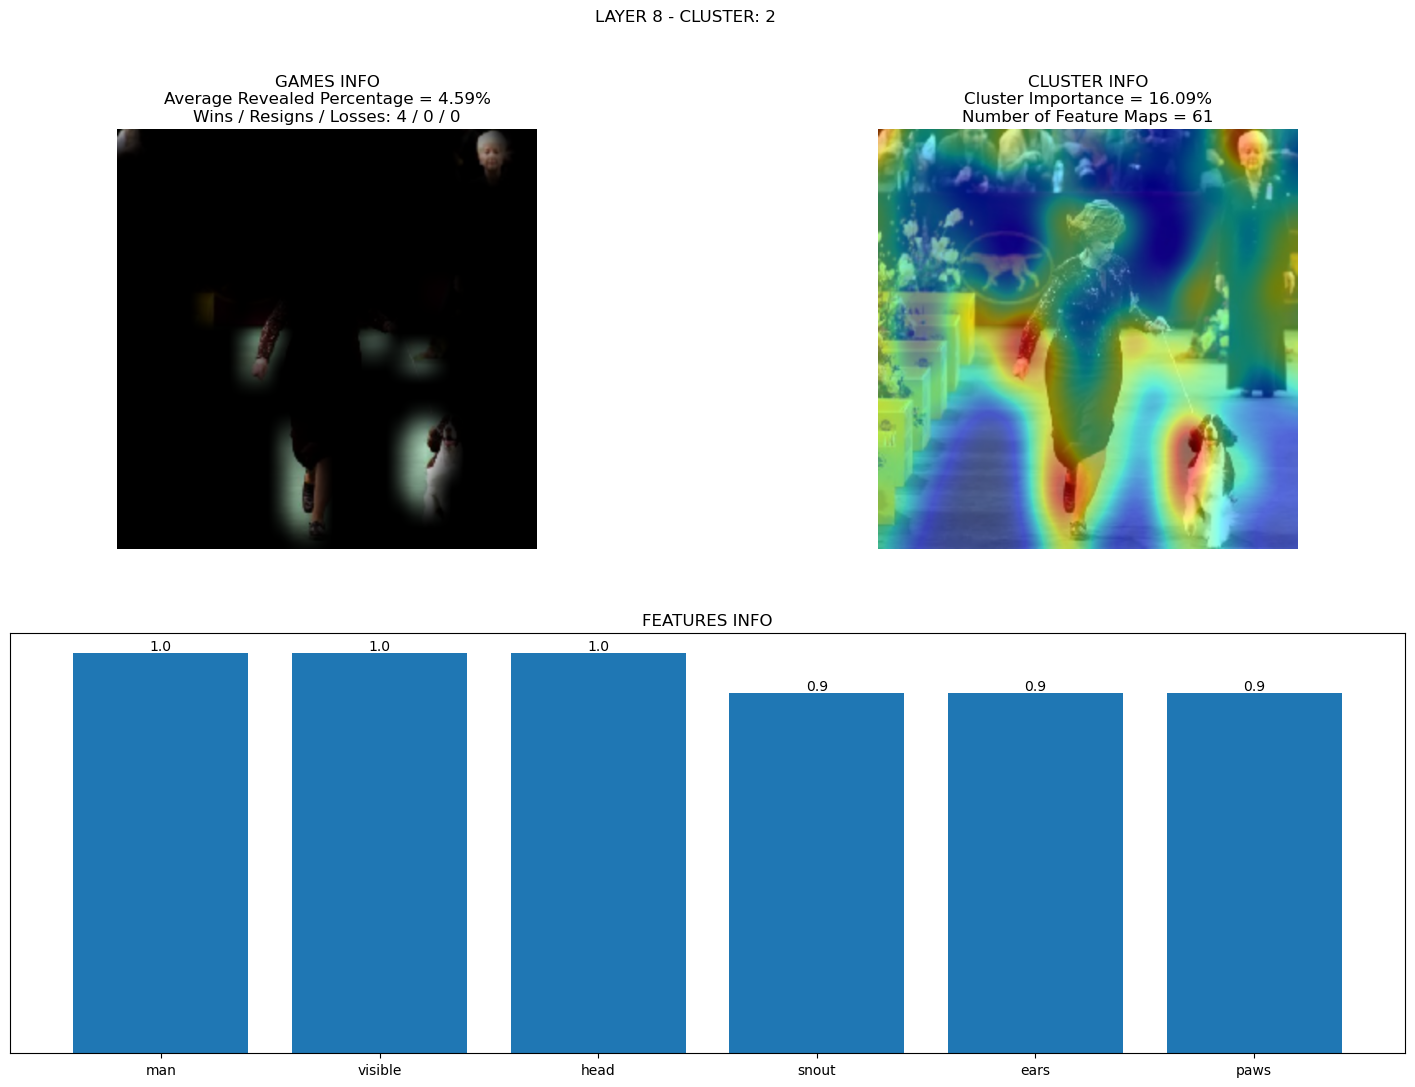 LAYER 8 - CLUSTER: 2
GAMES INFO
Average Revealed Percentage = 4.59%
Wins / Resigns / Losses: 4 / 0 / 0
CLUSTER INFO
Cluster Importance = 16.09%
Number of Feature Maps = 61
FEATURES INFO
1.0 1.0 1.0 0.9 0.9 0.9
man visible head snout ears paws